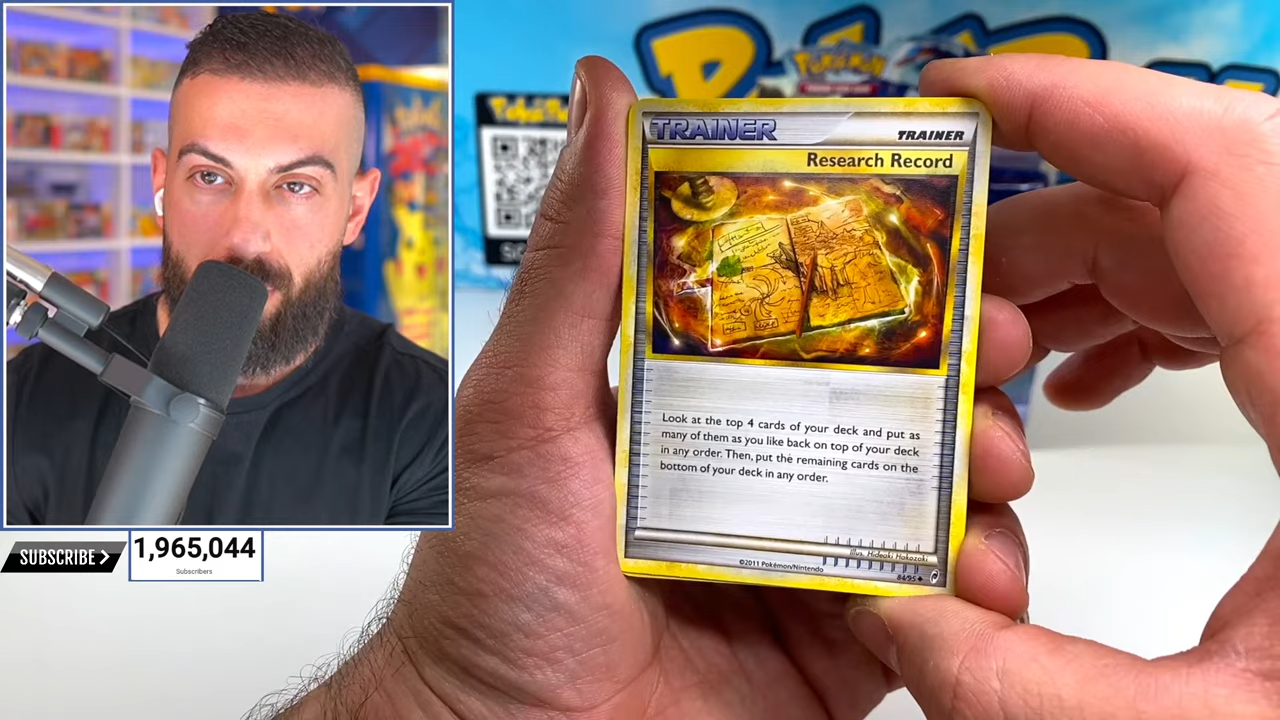 TRAINER
TRAINER
Research Record
Look at the top 4 cards of your deck and put as
many of them as you like back on top of your deck
in any order. Then, put the remaining cards on the
bottom of your deck in any order.
Illus. Hideaki Hakozaki
©2011 Pokémon/Nintendo
84/95
Pokémon
SUBSCRIBE
1,965,044
Subscribers